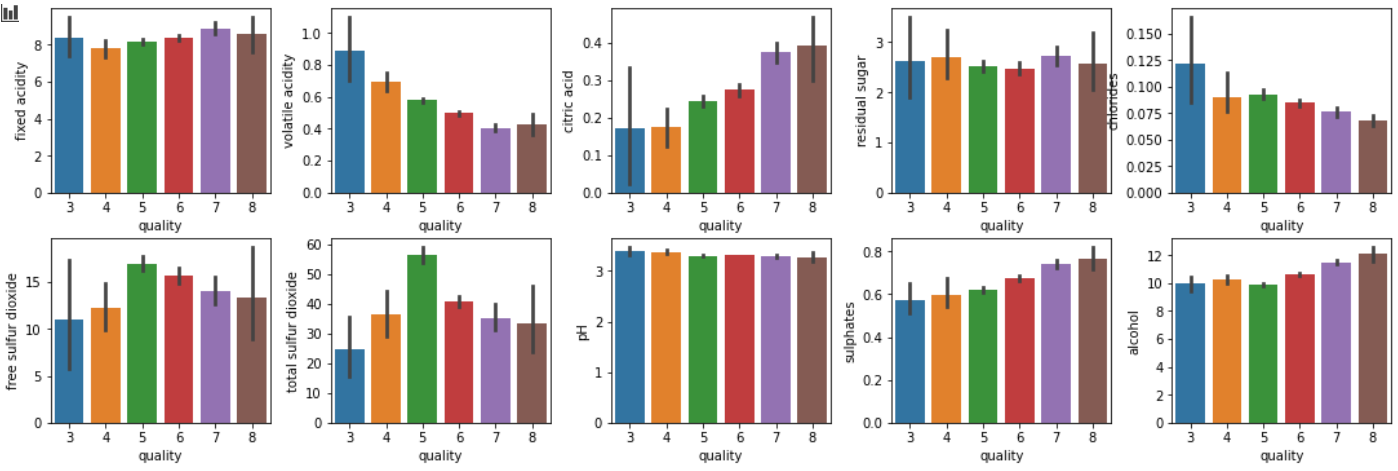 fixed acidity
8
6
4
2
0
3 4 5 6 7 8
quality
volatile acidity
1.0
0.8
0.6
0.4
0.2
0.0
3 4 5 6 7 8
quality
citric acid
0.4
0.3
0.2
0.1
0.0
3 4 5 6 7 8
quality
residual sugar
3
2
1
0
3 4 5 6 7 8
quality
chlorides
0.150
0.125
0.100
0.075
0.050
0.025
0.000
3 4 5 6 7 8
quality
free sulfur dioxide
15
10
5
0
3 4 5 6 7 8
quality
total sulfur dioxide
60
50
40
30
20
10
0
3 4 5 6 7 8
quality
pH
3
2
1
0
3 4 5 6 7 8
quality
sulphates
0.8
0.6
0.4
0.2
0.0
3 4 5 6 7 8
quality
alcohol
12
10
8
6
4
2
0
3 4 5 6 7 8
quality